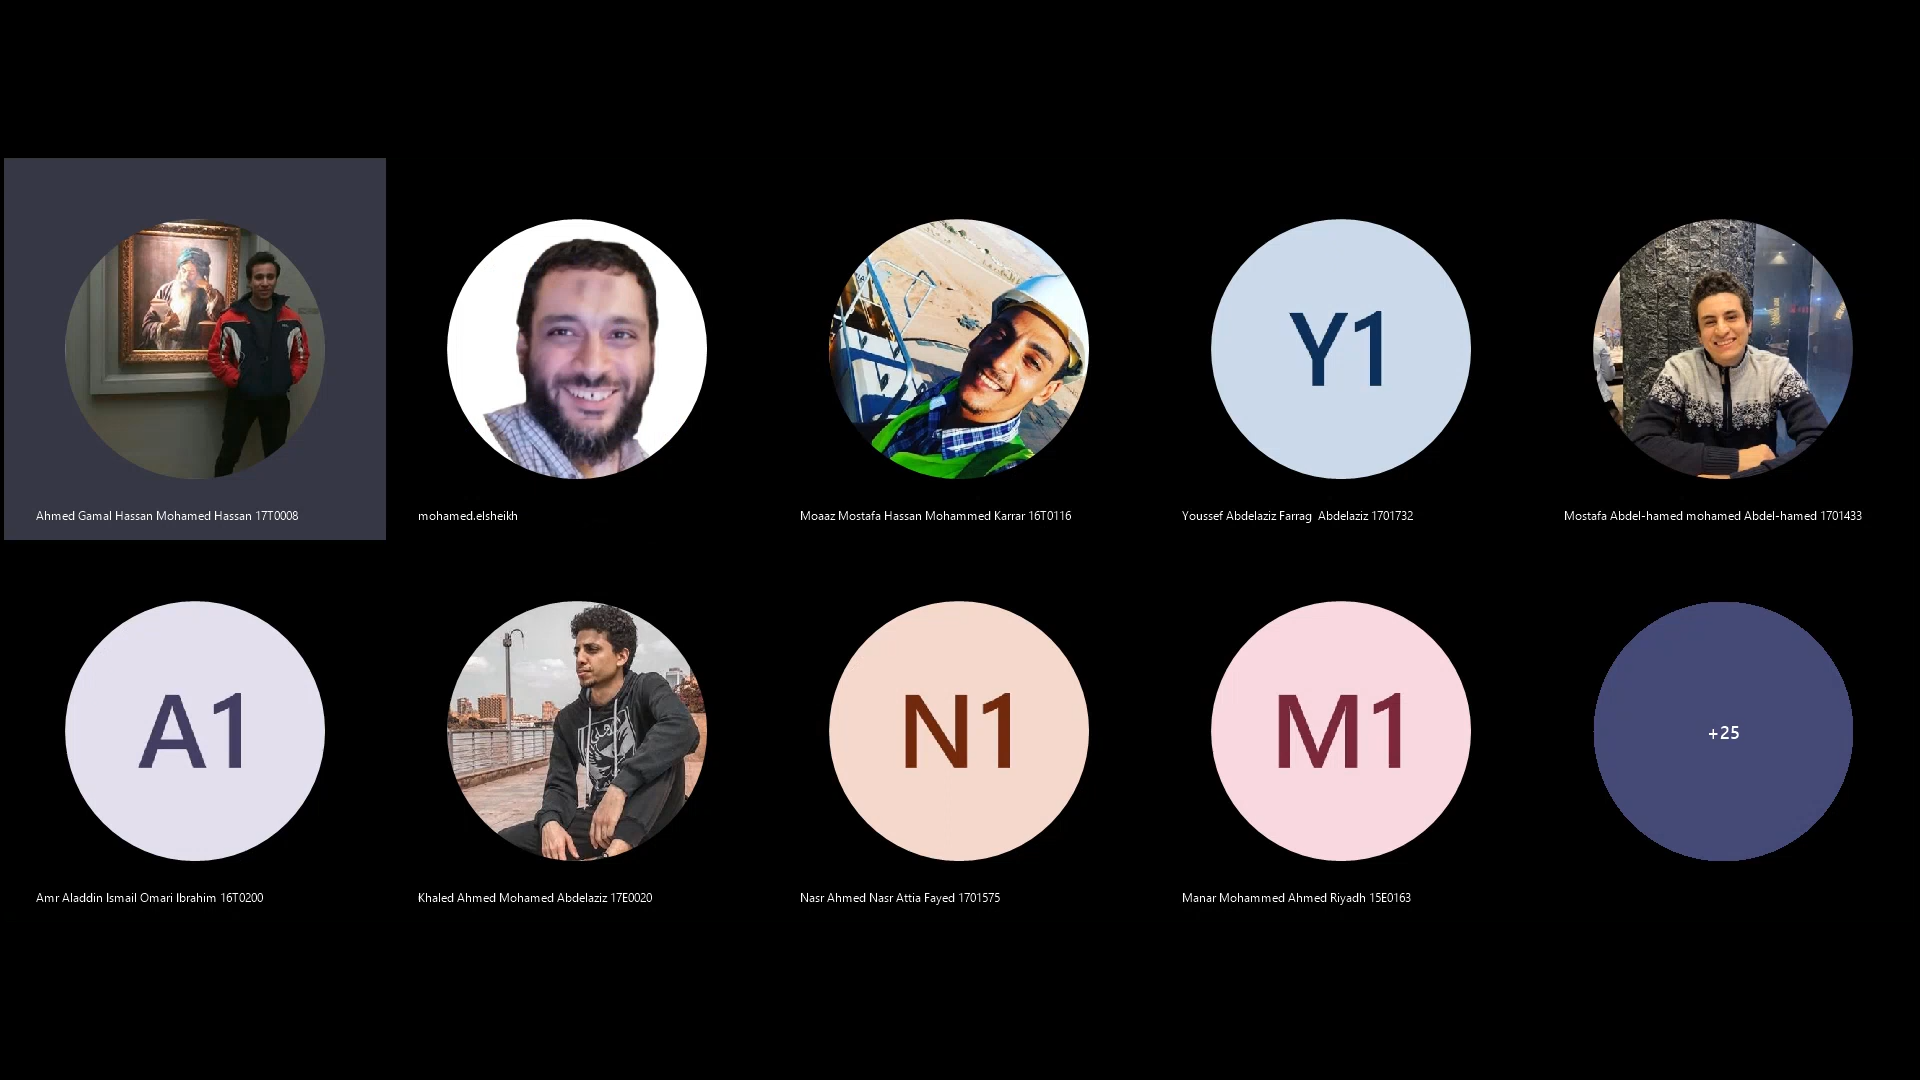 Ahmed Gamal Hassan Mohamed Hassan 17T0008
mohamed.elsheikh
Moaaz Mostafa Hassan Mohammed Karrar 16T0116
Y1
Youssef Abdelaziz Farrag  Abdelaziz 1701732
Mostafa Abdel-hamed mohamed Abdel-hamed 1701433
A1
Amr Aladdin Ismail Omari Ibrahim 16T0200
Khaled Ahmed Mohamed Abdelaziz 17E0020
N1
Nasr Ahmed Nasr Attia Fayed 1701575
M1
Manar Mohammed Ahmed Riyadh 15E0163
+25